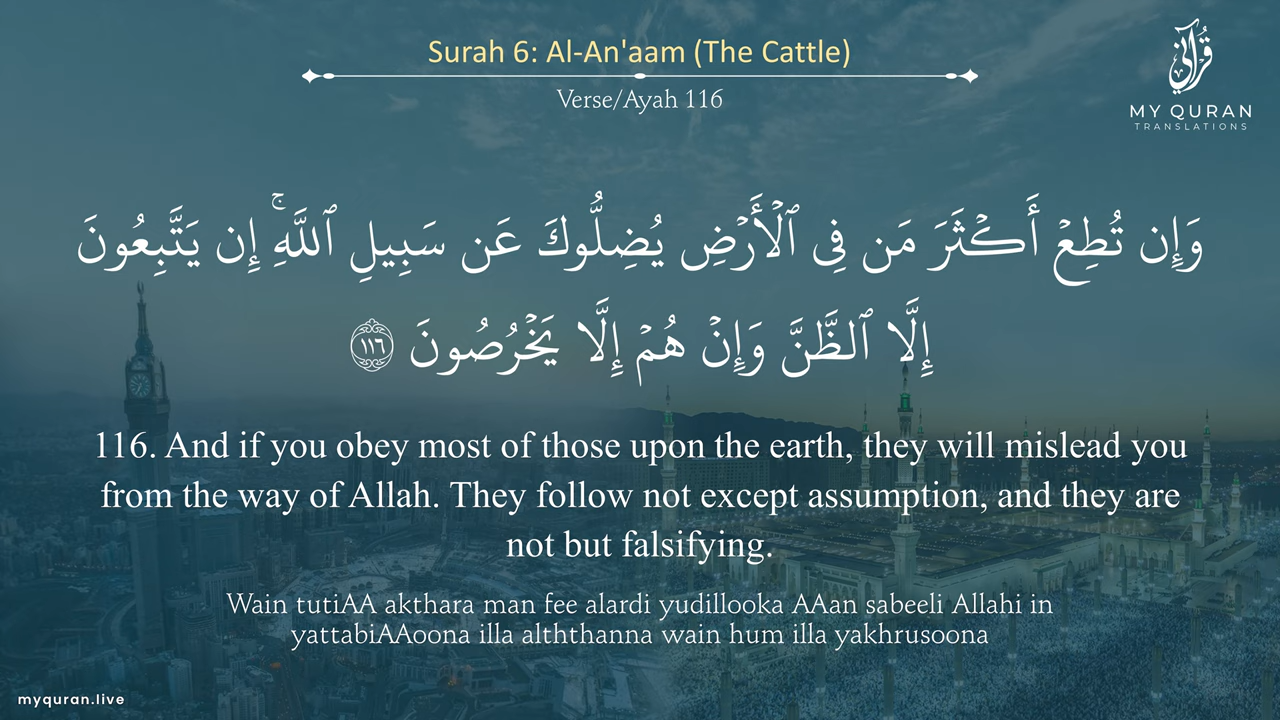 Surah 6: Al-An'aam (The Cattle)
Verse/Ayah 116
قُرآني
MY QURAN
TRANSLATIONS
وَإِن تُطِعْ أَكْثَرَ مَن فِى ٱلْأَرْضِ يُضِلُّوكَ عَن سَبِيلِ ٱللَّهِ ۚ إِن يَتَّبِعُونَ
إِلَّا ٱلظَّنَّ وَإِنْ هُمْ إِلَّا يَخْرُصُونَ ١١٦
116. And if you obey most of those upon the earth, they will mislead you
from the way of Allah. They follow not except assumption, and they are
not but falsifying.
Wain tutiAA akthara man fee alardi yudillooka AAan sabeeli Allahi in
yattabiAAoona illa alththanna wain hum illa yakhrusoona
myquran.live